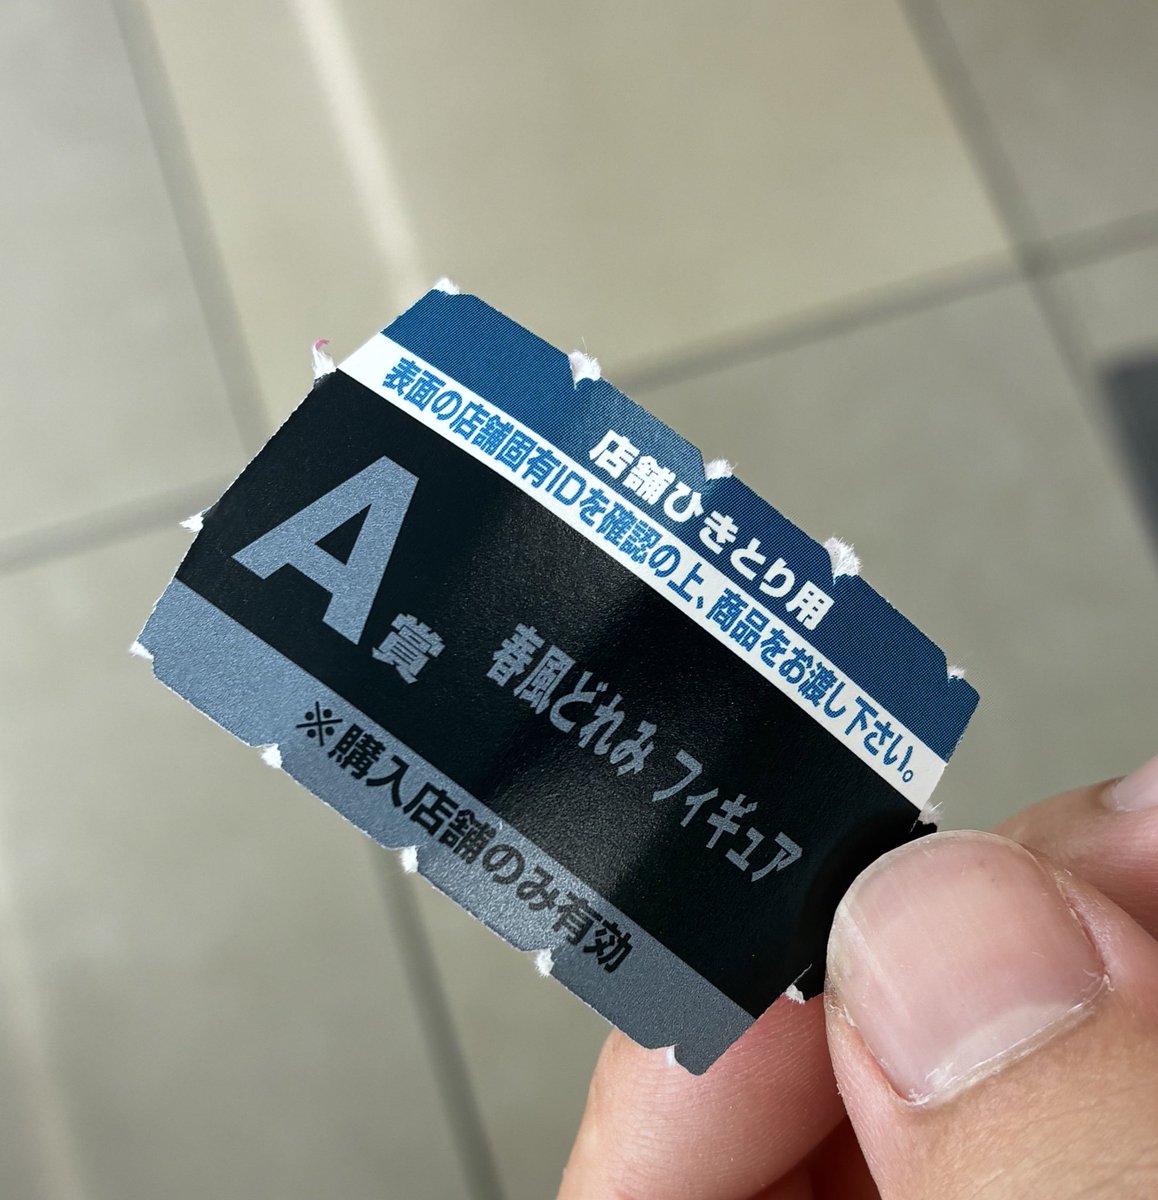 店舗ひきとり用
表面の店舗固有IDを確認の上、商品をお渡し下さい。
A賞 春風どれみ フィギュア
※購入店舗のみ有効